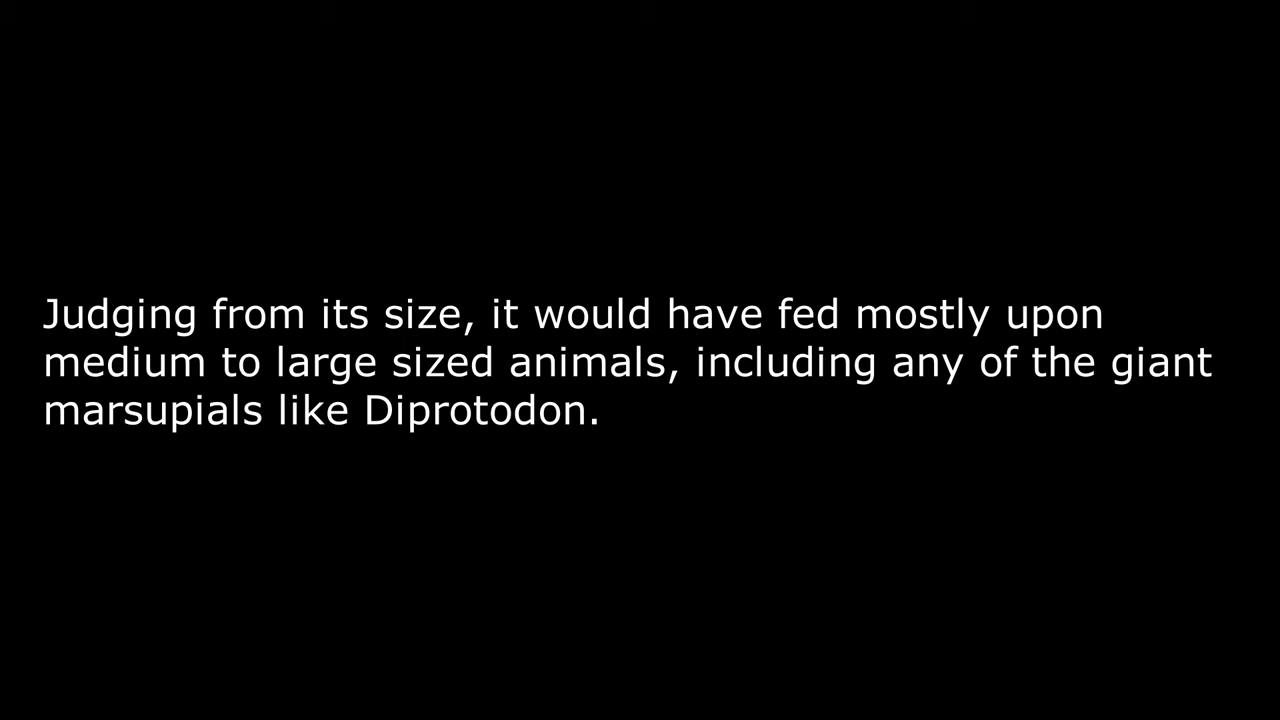 Judging from its size, it would have fed mostly upon
medium to large sized animals, including any of the giant
marsupials like Diprotodon.